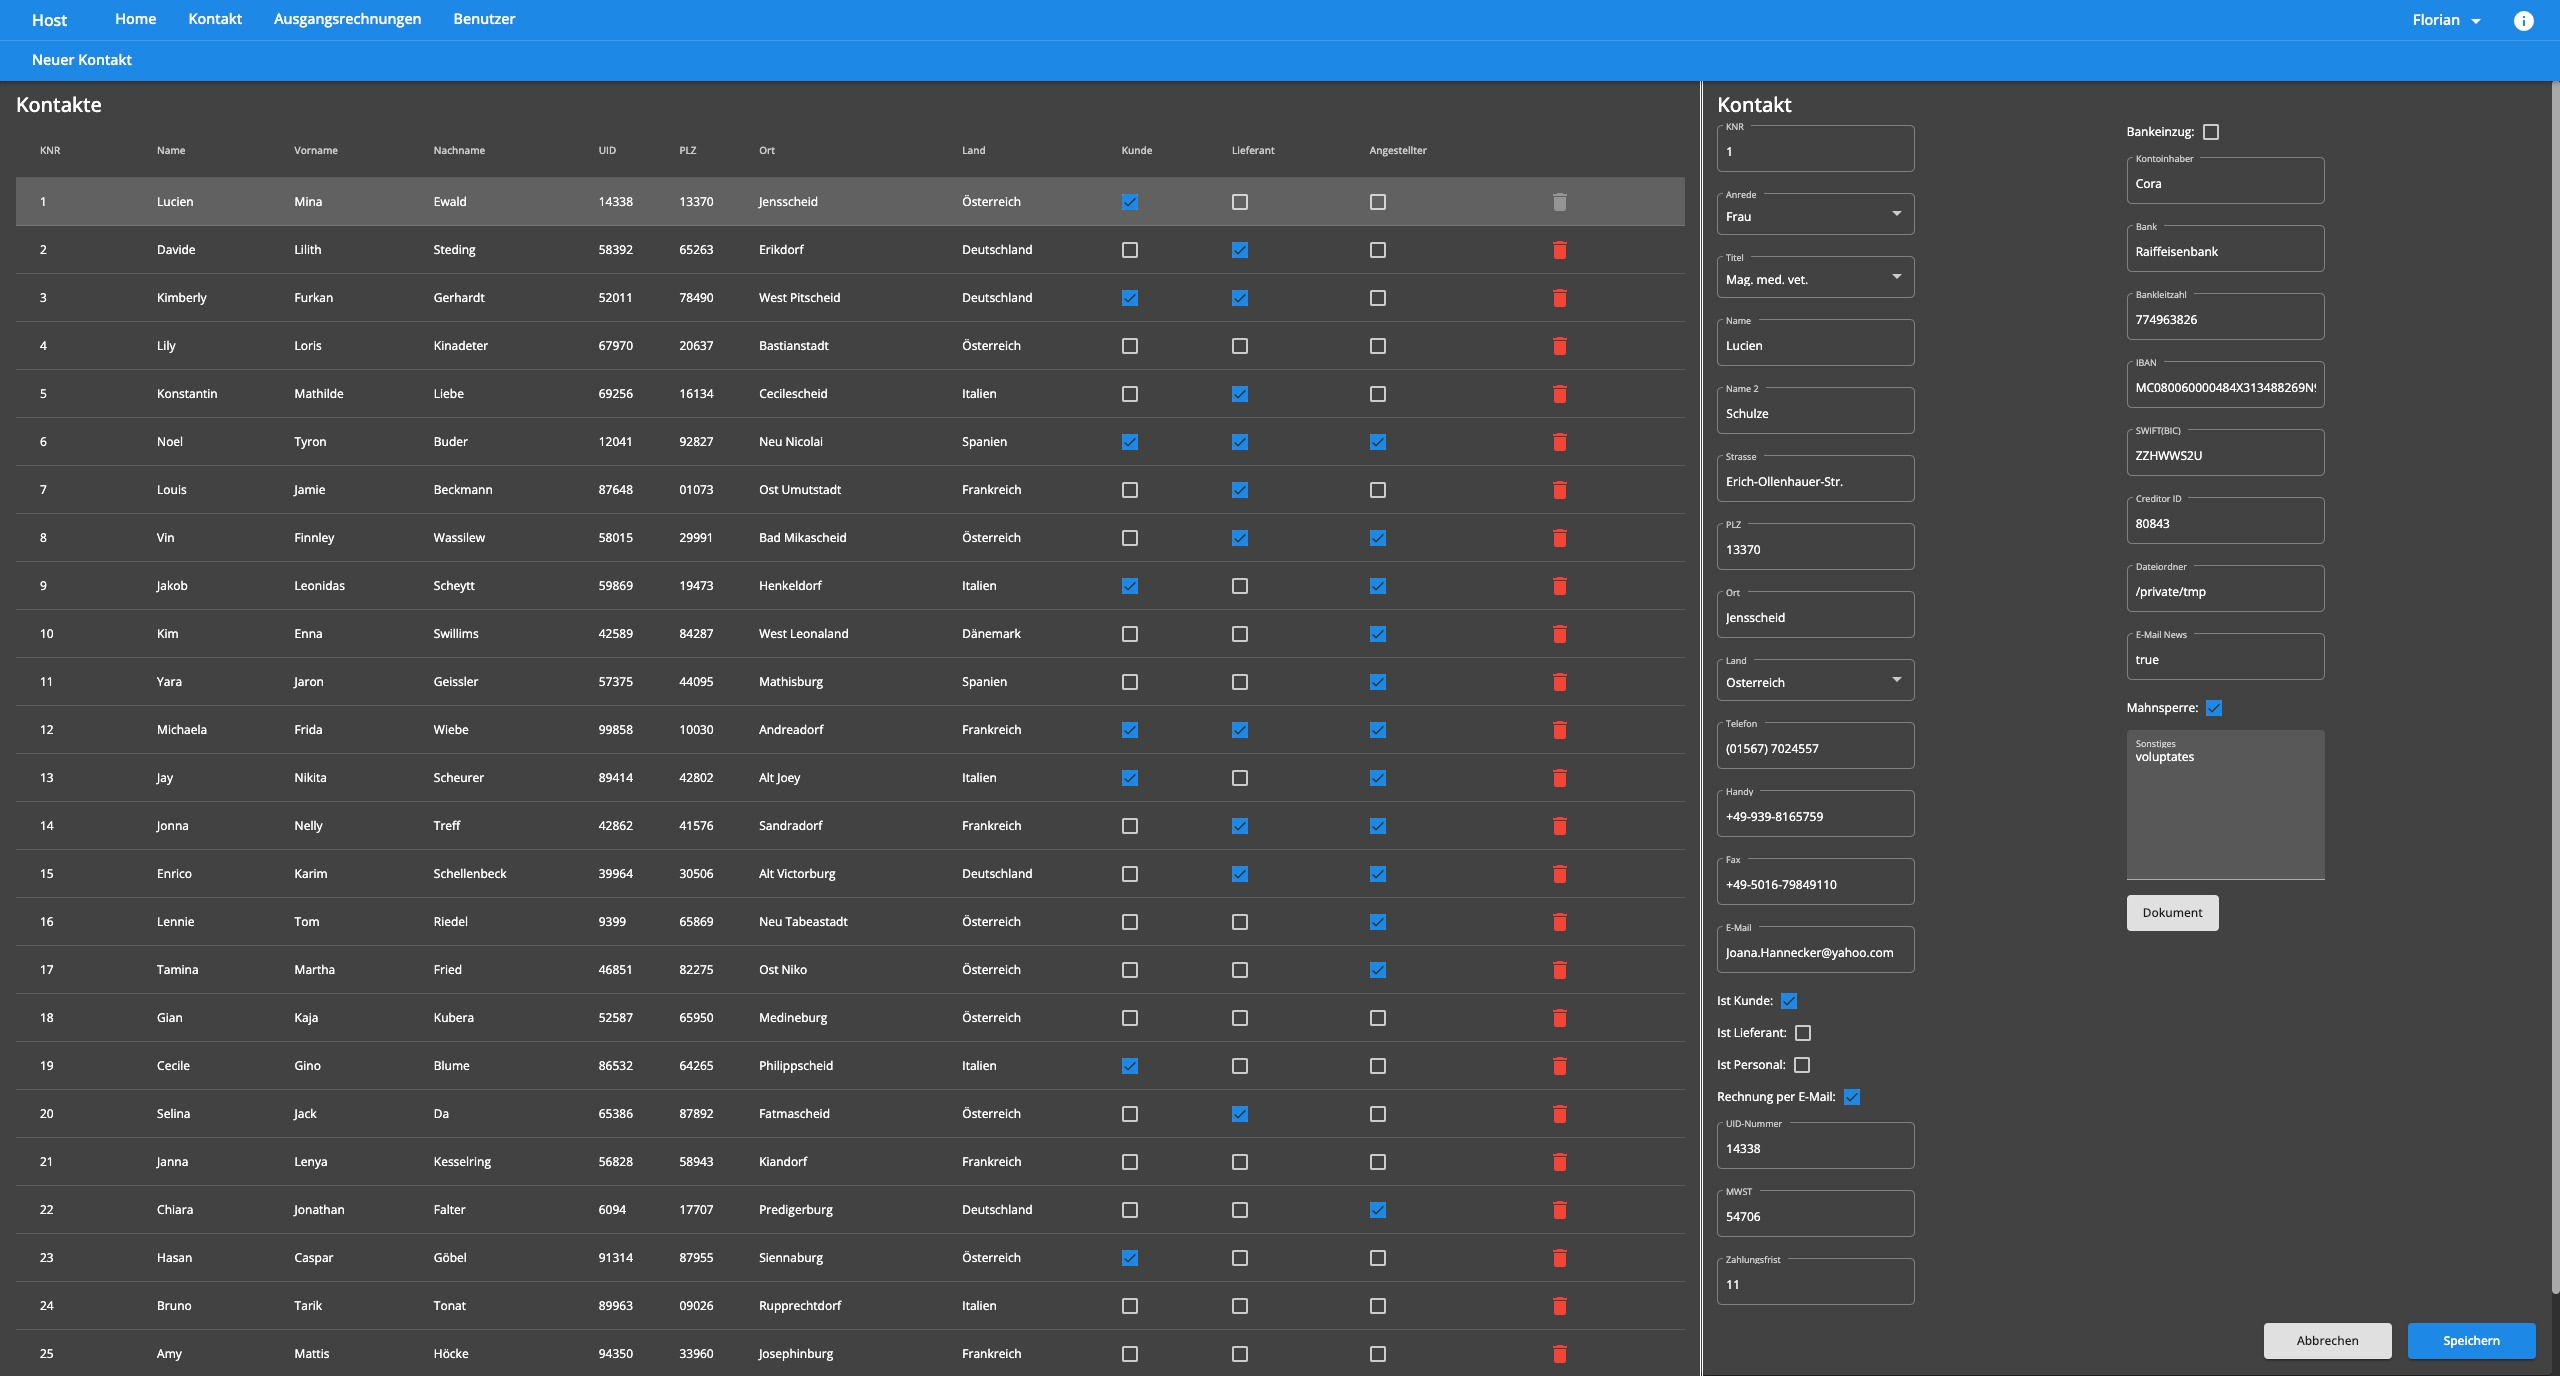 Host Home Kontakt Ausgangsrechnungen Benutzer Florian
Neuer Kontakt
Kontakte
KNR Name Vorname Nachname UID PLZ Ort Land Kunde Lieferant Angestellter
1 Lucien Mina Ewald 14338 13370 Jensscheid Österreich
2 Davide Lilith Steding 58392 65263 Erikdorf Deutschland
3 Kimberly Furkan Gerhardt 52011 78490 West Pitscheid Deutschland
4 Lily Loris Kinadeter 67970 20637 Bastianstadt Österreich
5 Konstantin Mathilde Liebe 69256 16134 Cecilescheid Italien
6 Noel Tyron Buder 12041 92827 Neu Nicolai Spanien
7 Louis Jamie Beckmann 87648 01073 Ost Umutstadt Frankreich
8 Vin Finnley Wassilew 58015 29991 Bad Mikascheid Österreich
9 Jakob Leonidas Scheytt 59869 19473 Henkeldorf Italien
10 Kim Enna Swillims 42589 84287 West Leonaland Dänemark
11 Yara Jaron Geissler 57375 44095 Mathisburg Spanien
12 Michaela Frida Wiebe 99858 10030 Andreadorf Frankreich
13 Jay Nikita Scheurer 89414 42802 Alt Joey Italien
14 Jonna Nelly Treff 42862 41576 Sandradorf Frankreich
15 Enrico Karim Schellenbeck 39964 30506 Alt Victorburg Deutschland
16 Lennie Tom Riedel 9399 65869 Neu Tabeastadt Österreich
17 Tamina Martha Fried 46851 82275 Ost Niko Österreich
18 Gian Kaja Kubera 52587 65950 Medineburg Österreich
19 Cecile Gino Blume 86532 64265 Philippscheid Italien
20 Selina Jack Da 65386 87892 Fatmascheid Österreich
21 Janna Lenya Kesselring 56828 58943 Kiandorf Frankreich
22 Chiara Jonathan Falter 6094 17707 Predigerburg Deutschland
23 Hasan Caspar Göbel 91314 87955 Siennaburg Österreich
24 Bruno Tarik Tonat 89963 09026 Rupprechtdorf Italien
25 Amy Mattis Höcke 94350 33960 Josephinburg Frankreich
Kontakt
KNR
1
Anrede
Frau
Titel
Mag. med. vet.
Name
Lucien
Name 2
Schulze
Strasse
Erich-Ollenhauer-Str.
PLZ
13370
Ort
Jensscheid
Land
Österreich
Telefon
(01567) 7024557
Handy
+49-939-8165759
Fax
+49-5016-79849110
E-Mail
Joana.Hannecker@yahoo.com
Ist Kunde:
Ist Lieferant:
Ist Personal:
Rechnung per E-Mail:
UID-Nummer
14338
MWST
54706
Zahlungsfrist
11
Bankeinzug:
Kontoinhaber
Cora
Bank
Raiffeisenbank
Bankleitzahl
774963826
IBAN
MC080060000484X313488269N
SWIFT(BIC)
ZZHWWS2U
Creditor ID
80843
Dateiordner
/private/tmp
E-Mail News
true
Mahnsperre:
Sonstiges
voluptates
Dokument
Abbrechen Speichern